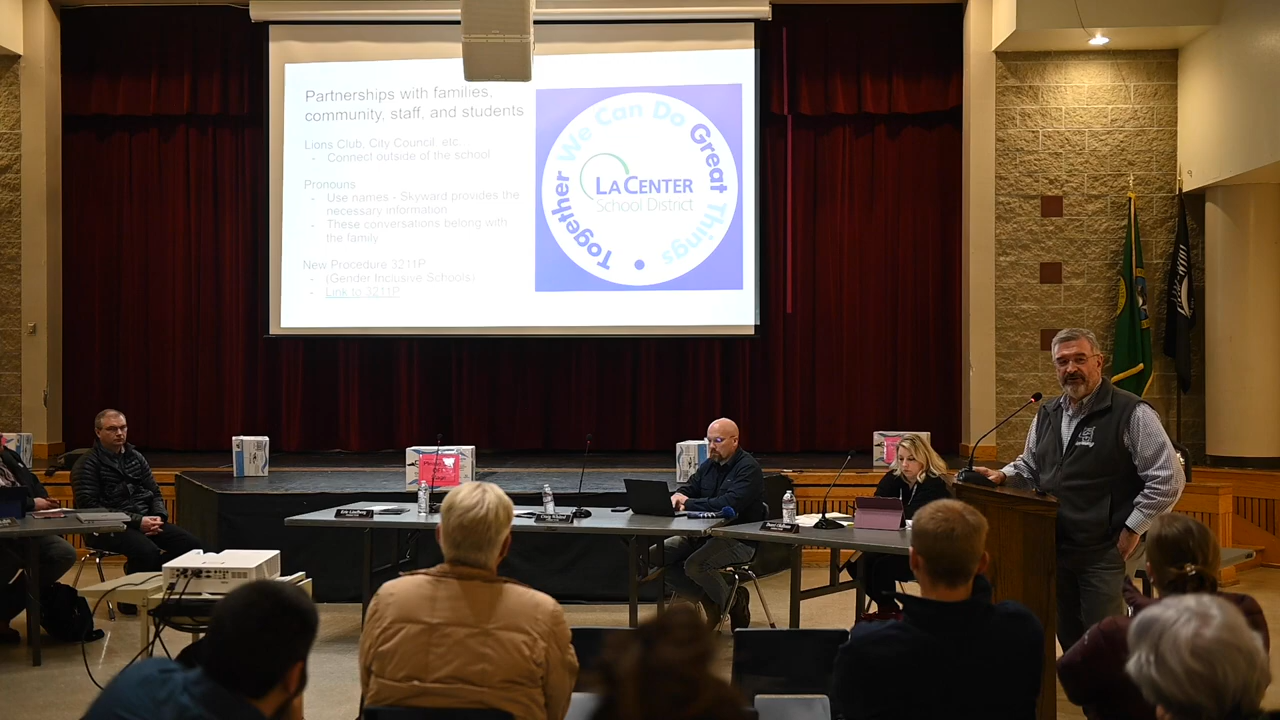 Partnerships with families,
community, staff, and students
Lions Club, City Council, etc.
- Connect outside of the school
Pronouns
- Use names - Skyward provides the
necessary information
- These conversations belong with
the family
New Procedure 3211P
- (Gender Inclusive Schools)
- Link to 3211P
Together We Can Do Great Things •
LACENTER
School District